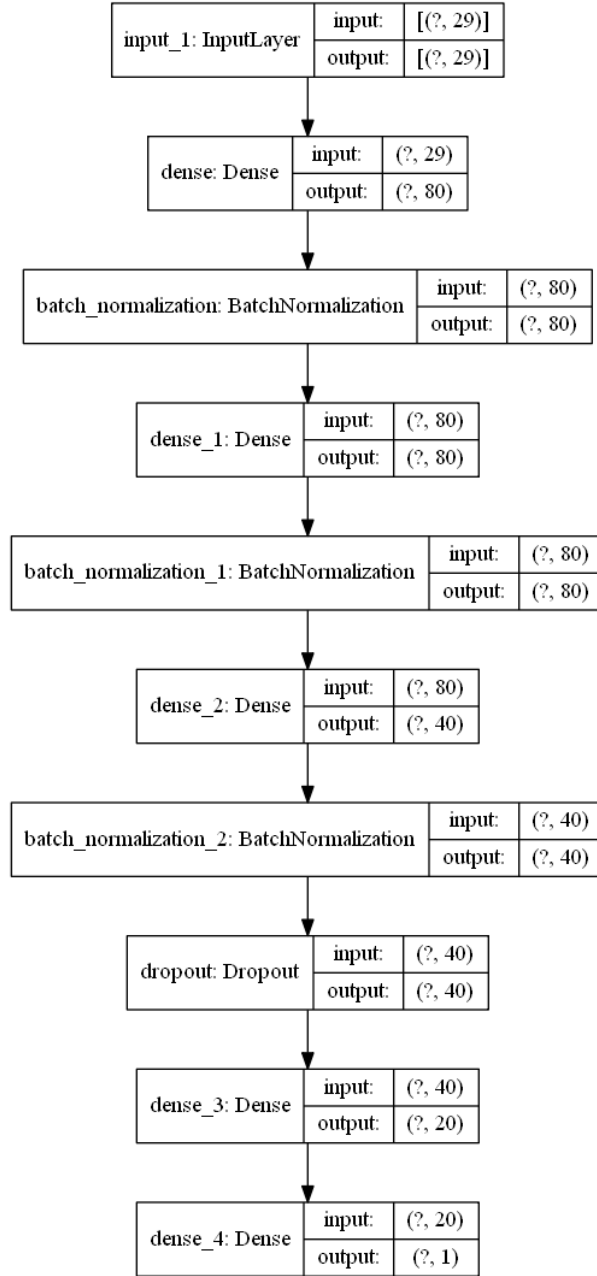 input_1: InputLayer
input: [(?, 29)]
output: [(?, 29)]
dense: Dense
input: (?, 29)
output: (?, 80)
batch_normalization: BatchNormalization
input: (?, 80)
output: (?, 80)
dense_1: Dense
input: (?, 80)
output: (?, 80)
batch_normalization_1: BatchNormalization
input: (?, 80)
output: (?, 80)
dense_2: Dense
input: (?, 80)
output: (?, 40)
batch_normalization_2: BatchNormalization
input: (?, 40)
output: (?, 40)
dropout: Dropout
input: (?, 40)
output: (?, 40)
dense_3: Dense
input: (?, 40)
output: (?, 20)
dense_4: Dense
input: (?, 20)
output: (?, 1)